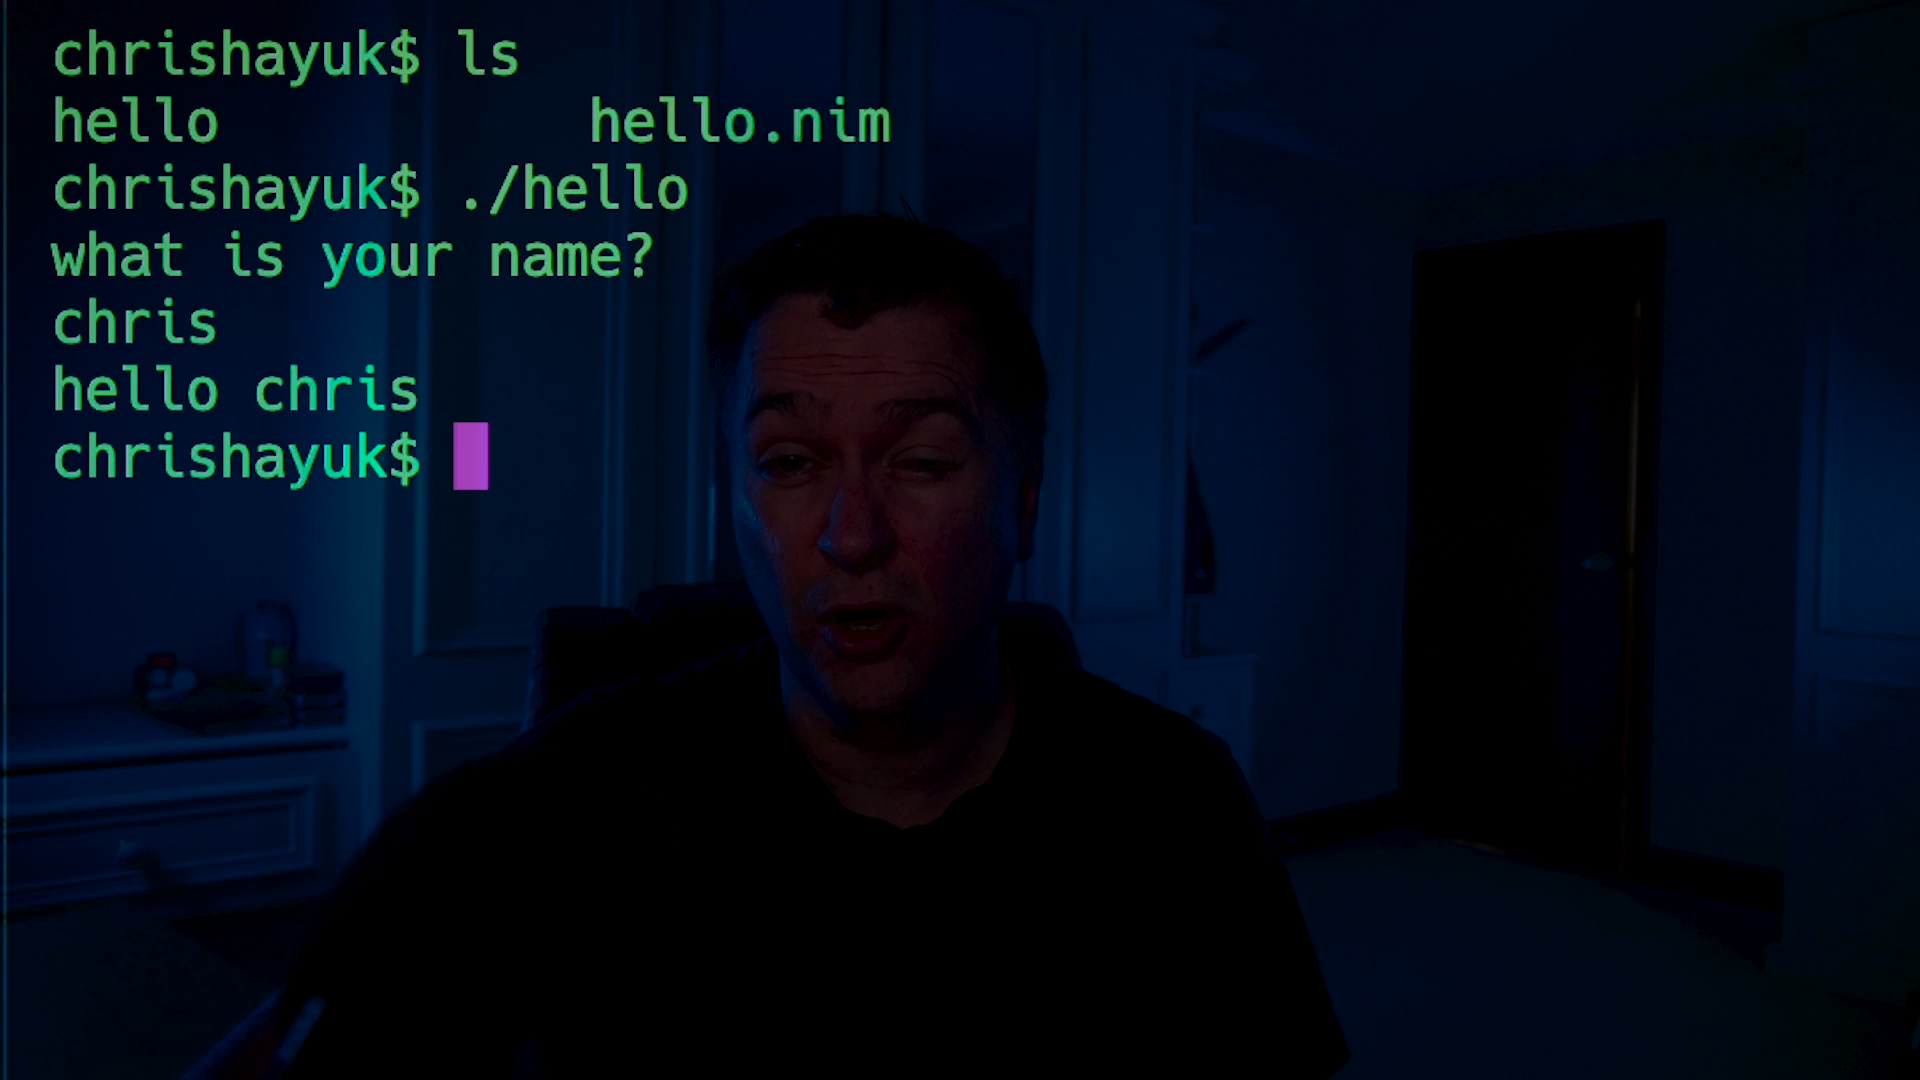 chrishayuk$ ls
hello hello.nim
chrishayuk$ ./hello
what is your name?
chris
hello chris
chrishayuk$